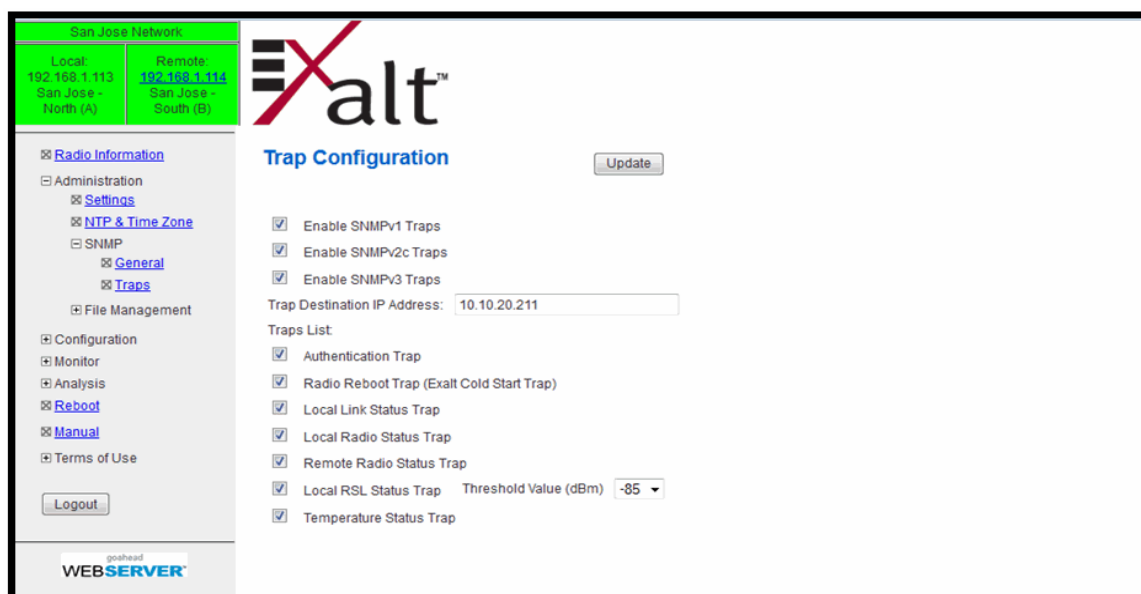 San Jose Network
Local:
192.168.1.113
San Jose -
North (A)
Remote:
192.168.1.114
San Jose -
South (B)
Exalt™
Radio Information
Administration
Settings
NTP & Time Zone
SNMP
General
Traps
File Management
Configuration
Monitor
Analysis
Reboot
Manual
Terms of Use
Logout
goahead
WEBSERVER
Trap Configuration
Update
Enable SNMPv1 Traps
Enable SNMPv2c Traps
Enable SNMPv3 Traps
Trap Destination IP Address: 10.10.20.211
Traps List:
Authentication Trap
Radio Reboot Trap (Exalt Cold Start Trap)
Local Link Status Trap
Local Radio Status Trap
Remote Radio Status Trap
Local RSL Status Trap Threshold Value (dBm) -85
Temperature Status Trap